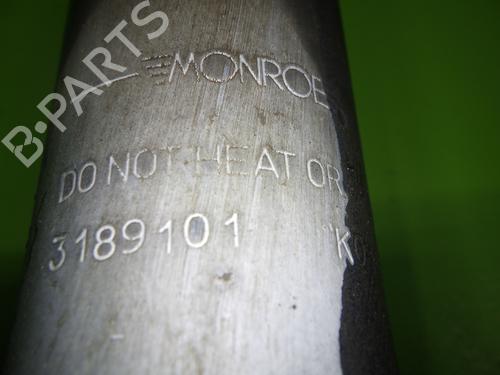 MONROE
DO NOT HEAT OR
3189101 "K
B-PARTS